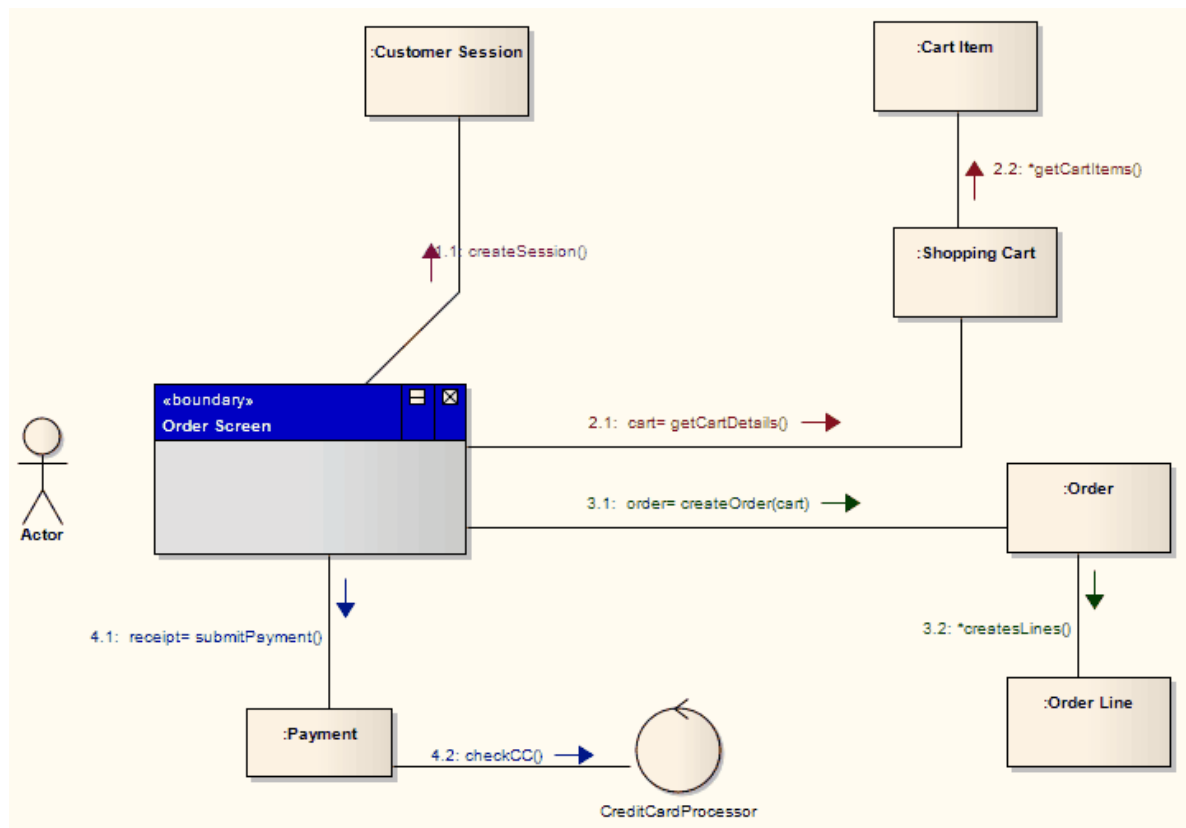 :Customer Session
:Cart Item
2.2: *getCartItems()
1.1: createSession()
:Shopping Cart
«boundary»
Order Screen
2.1: cart= getCartDetails()
Actor
3.1: order= createOrder(cart)
:Order
4.1: receipt= submitPayment()
3.2: *createsLines()
:Payment
:Order Line
4.2: checkCC()
CreditCardProcessor